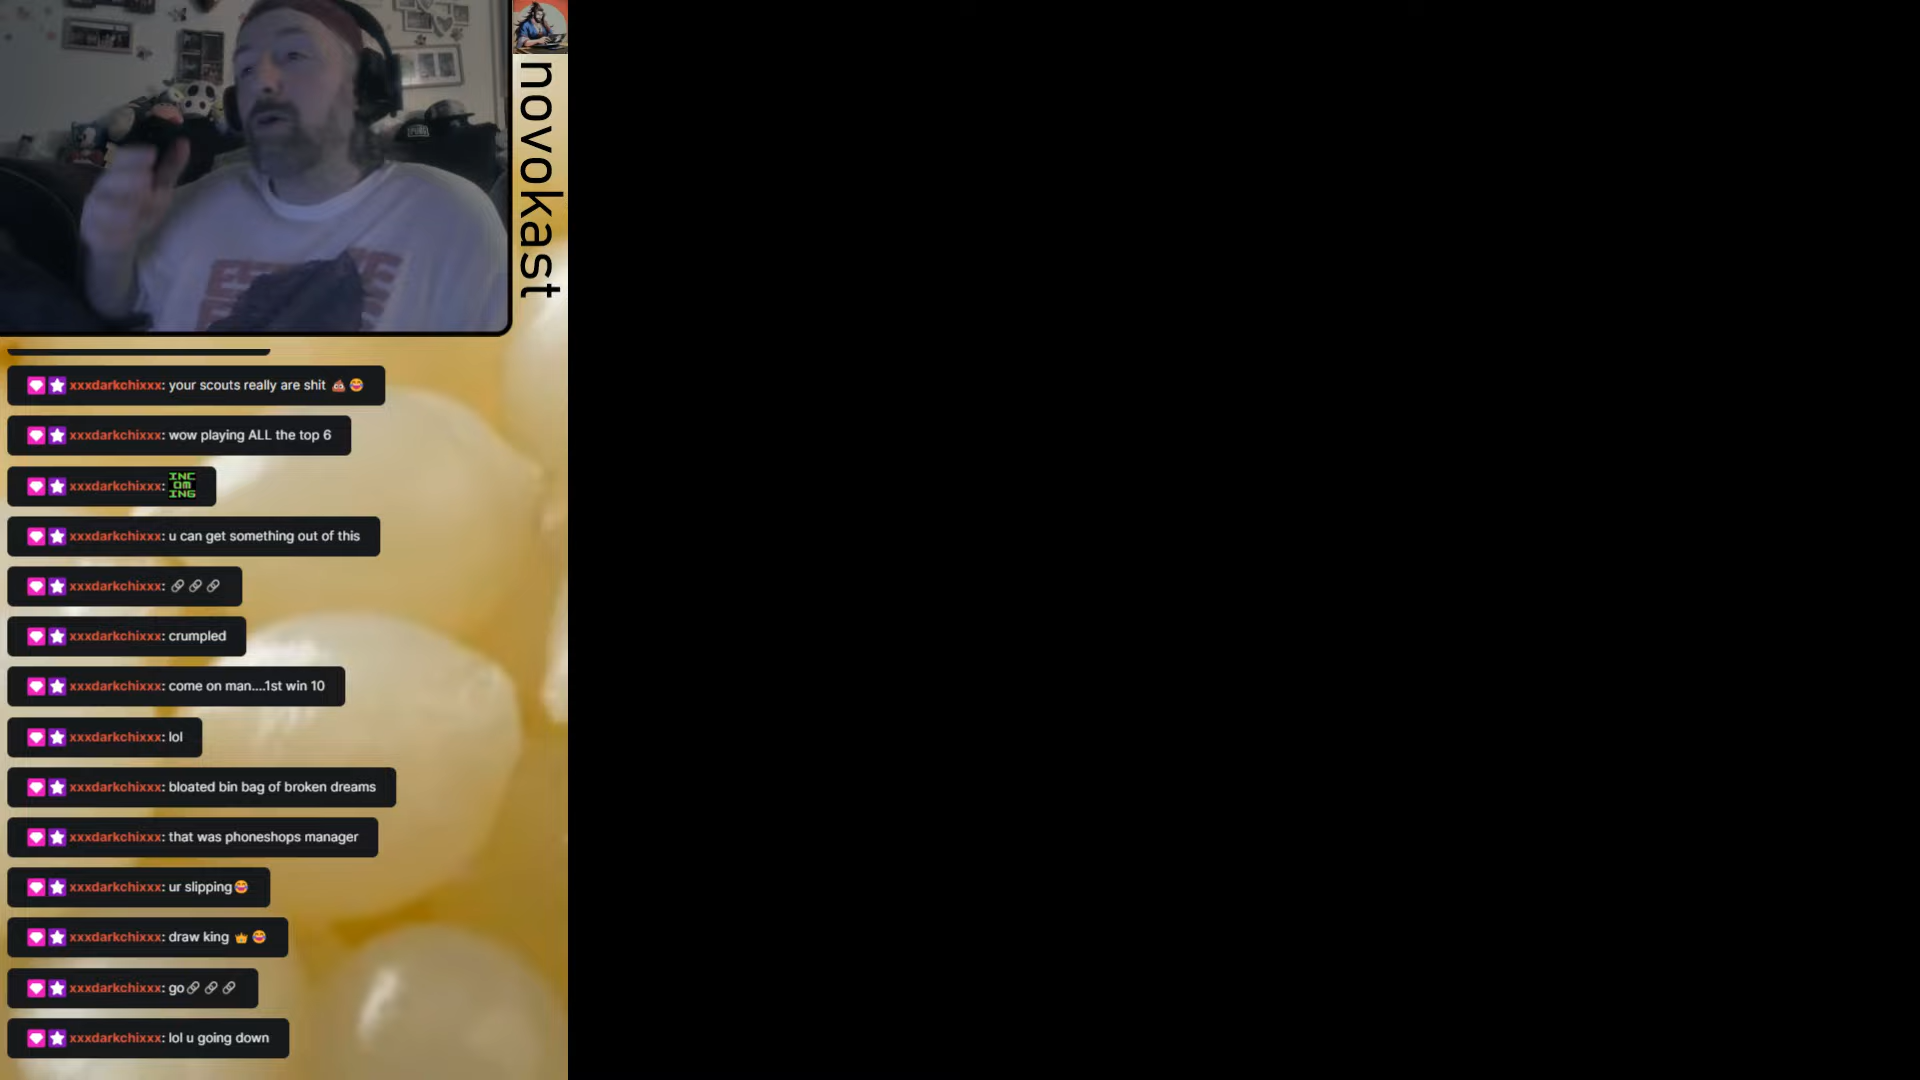 novokast
xxxdarkchixxx: your scouts really are shit 💩 😂
xxxdarkchixxx: wow playing ALL the top 6
xxxdarkchixxx: INC
OM
ING
xxxdarkchixxx: u can get something out of this
xxxdarkchixxx: 🔗 🔗 🔗
xxxdarkchixxx: crumpled
xxxdarkchixxx: come on man....1st win 10
xxxdarkchixxx: lol
xxxdarkchixxx: bloated bin bag of broken dreams
xxxdarkchixxx: that was phoneshops manager
xxxdarkchixxx: ur slipping😂
xxxdarkchixxx: draw king 👑 😂
xxxdarkchixxx: go🔗 🔗 🔗
xxxdarkchixxx: lol u going down